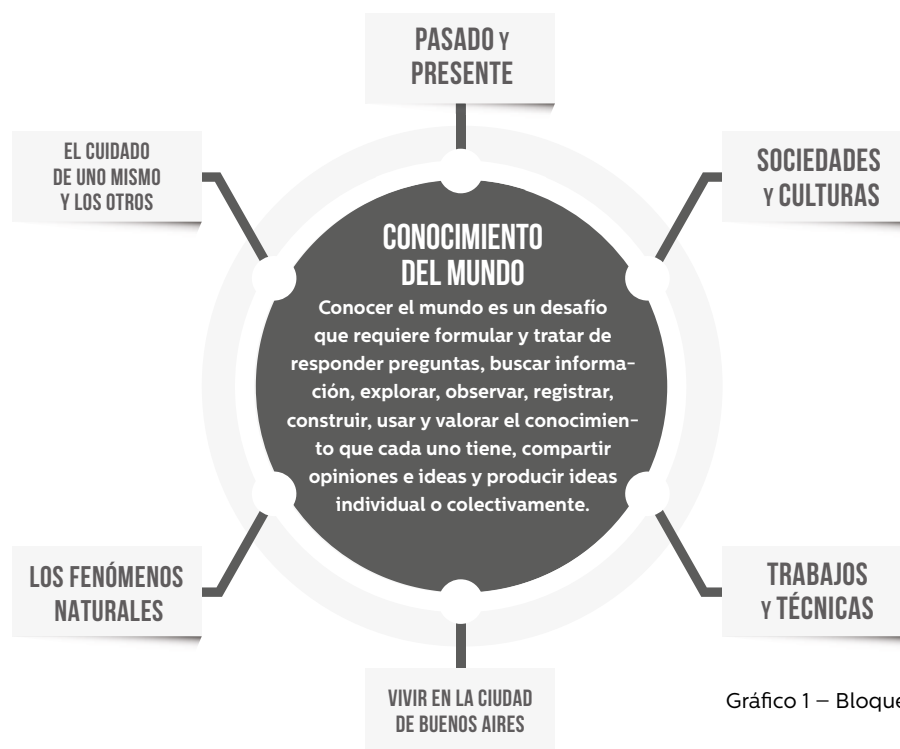 PASADO Y
PRESENTE
EL CUIDADO
DE UNO MISMO
Y LOS OTROS
SOCIEDADES
Y CULTURAS
CONOCIMIENTO
DEL MUNDO
Conocer el mundo es un desafío
que requiere formular y tratar de
responder preguntas, buscar informa-
ción, explorar, observar, registrar,
construir, usar y valorar el conocimien-
to que cada uno tiene, compartir
opiniones e ideas y producir ideas
individual o colectivamente.
LOS FENÓMENOS
NATURALES
TRABAJOS
Y TÉCNICAS
VIVIR EN LA CIUDAD
DE BUENOS AIRES
Gráfico 1 – Bloque